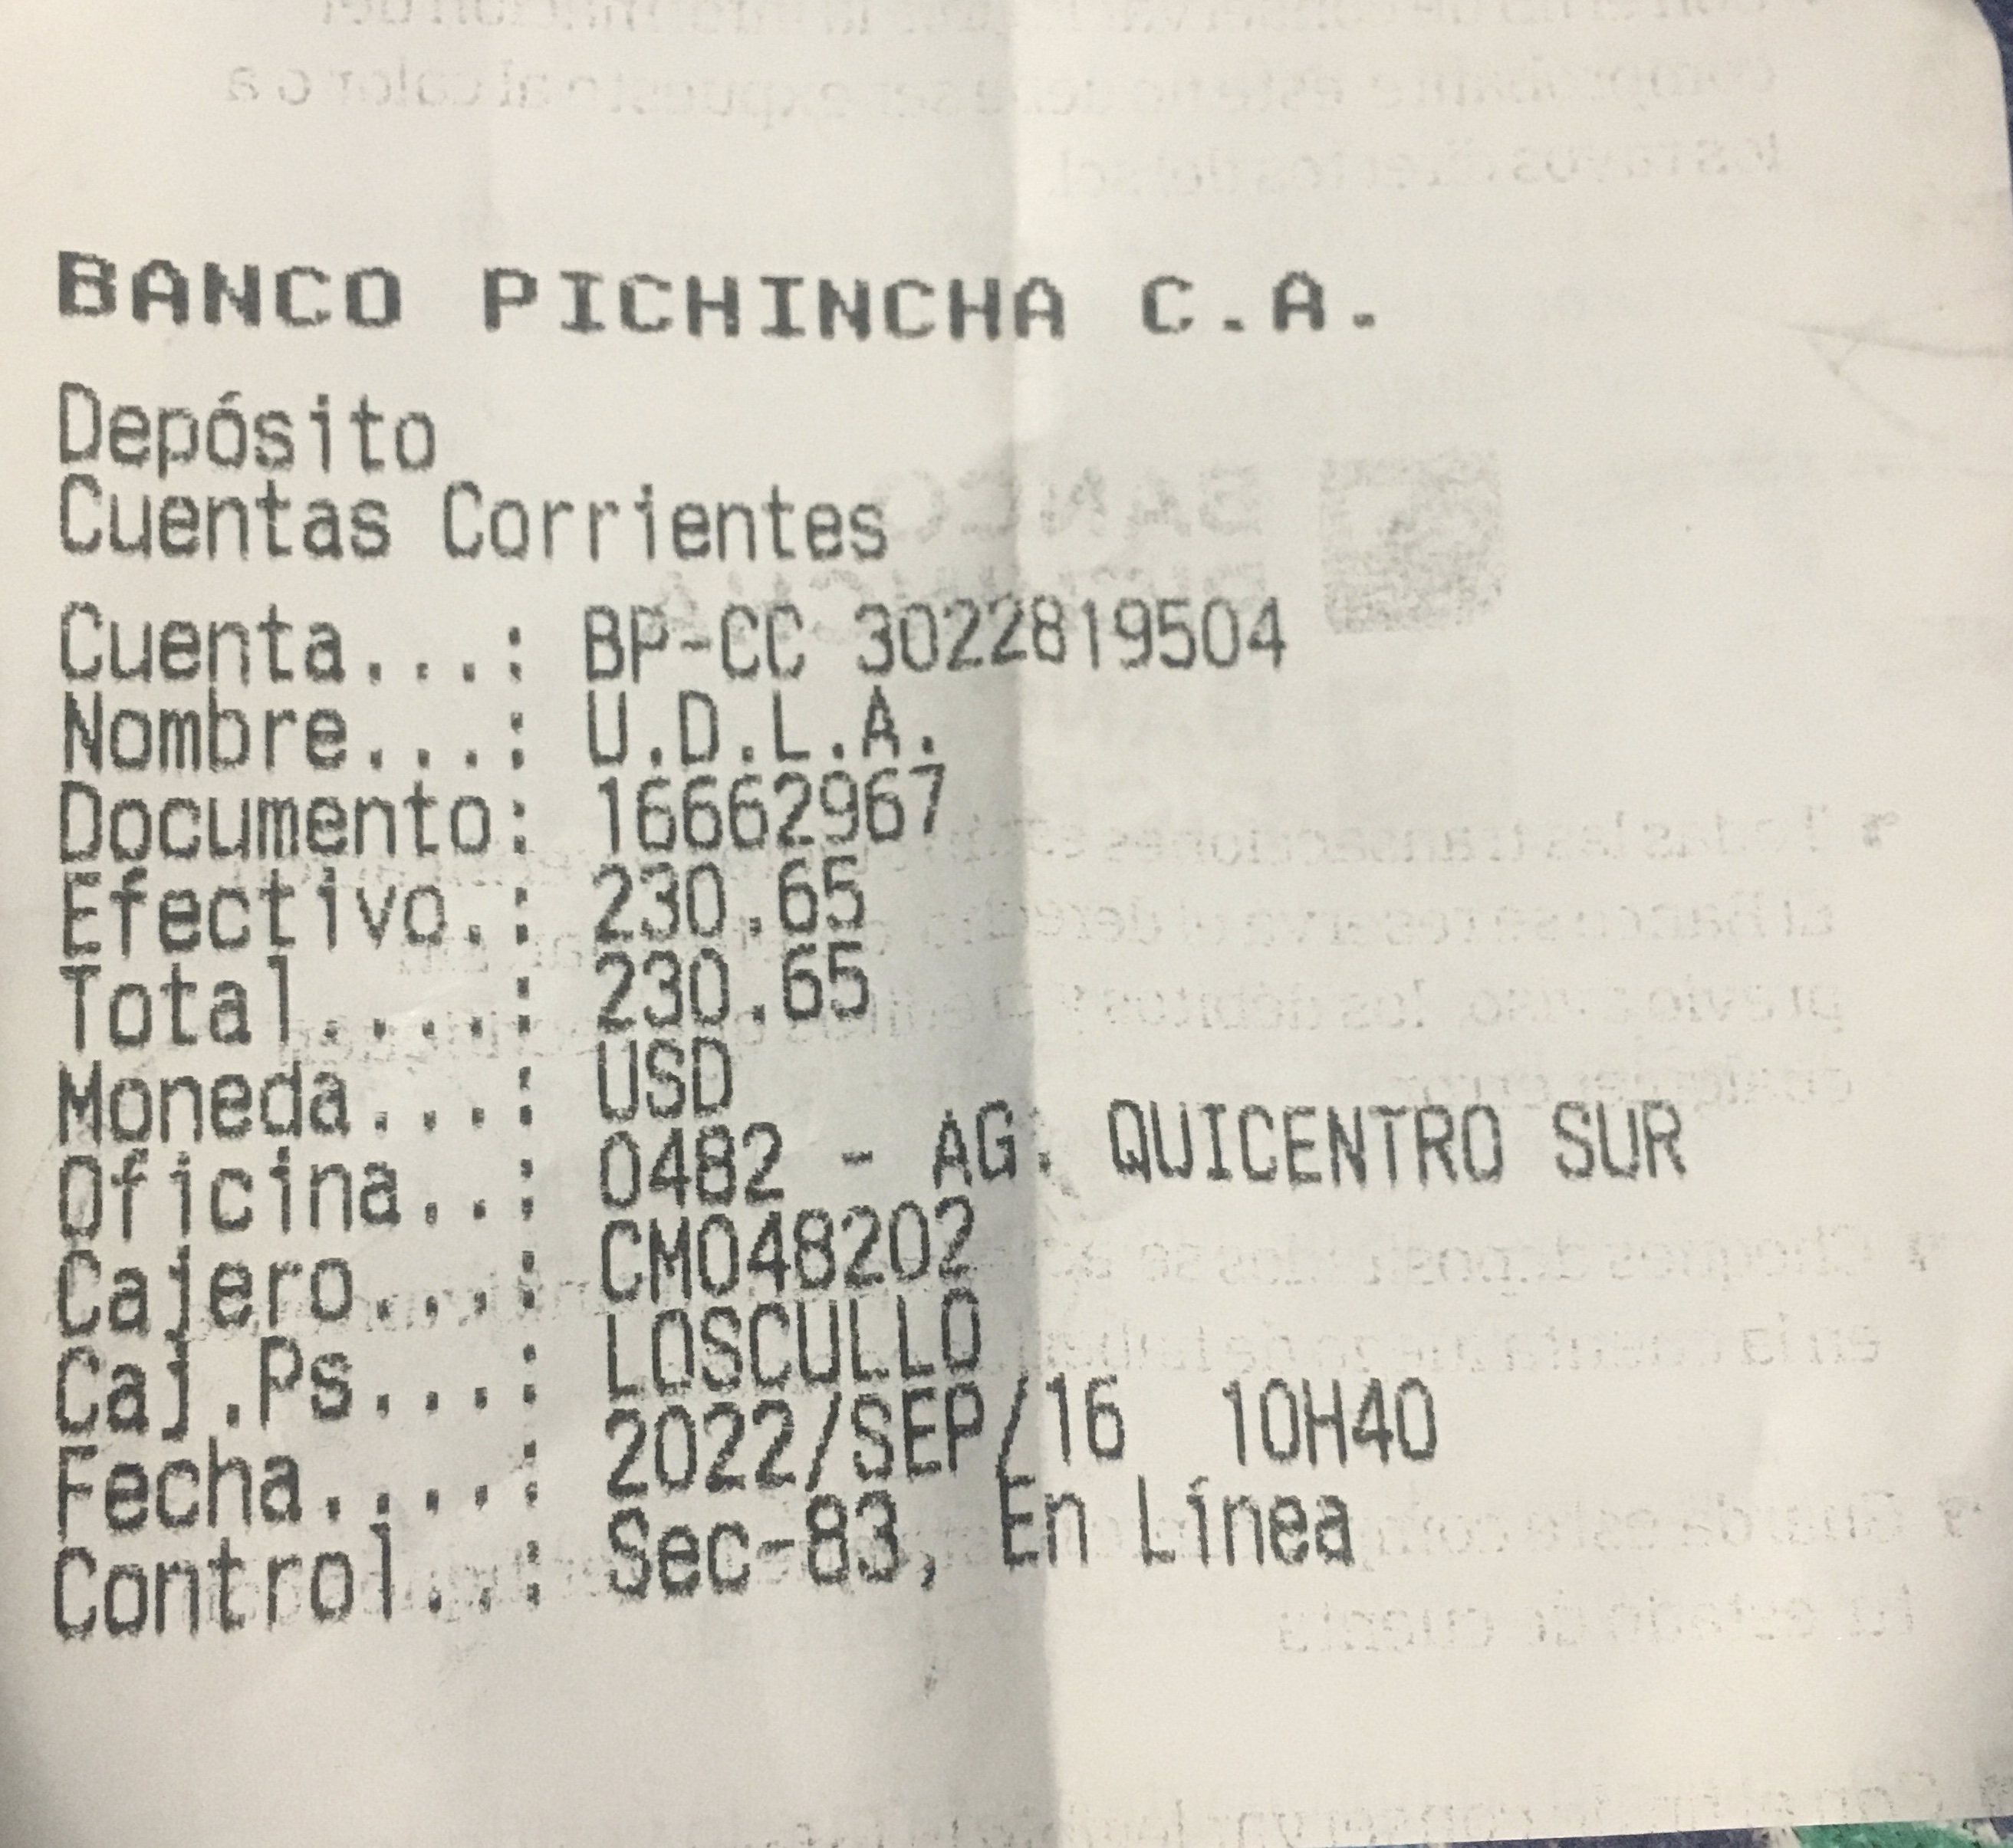 BANCO PICHINCHA C.A.
Depósito
Cuentas Corrientes
Cuenta...: BP-CC 3022819504
Nombre...: U.D.L.A.
Documento: 16662967
Efectivo.: 230.65
Total....: 230.65
Moneda...: USD
Oficina..: 0482 - AG. QUICENTRO SUR
Cajero...: CM048202
Caj.Ps...: LOSCULLO
Fecha....: 2022/SEP/16 10H40
Control..: Sec-83, En Línea